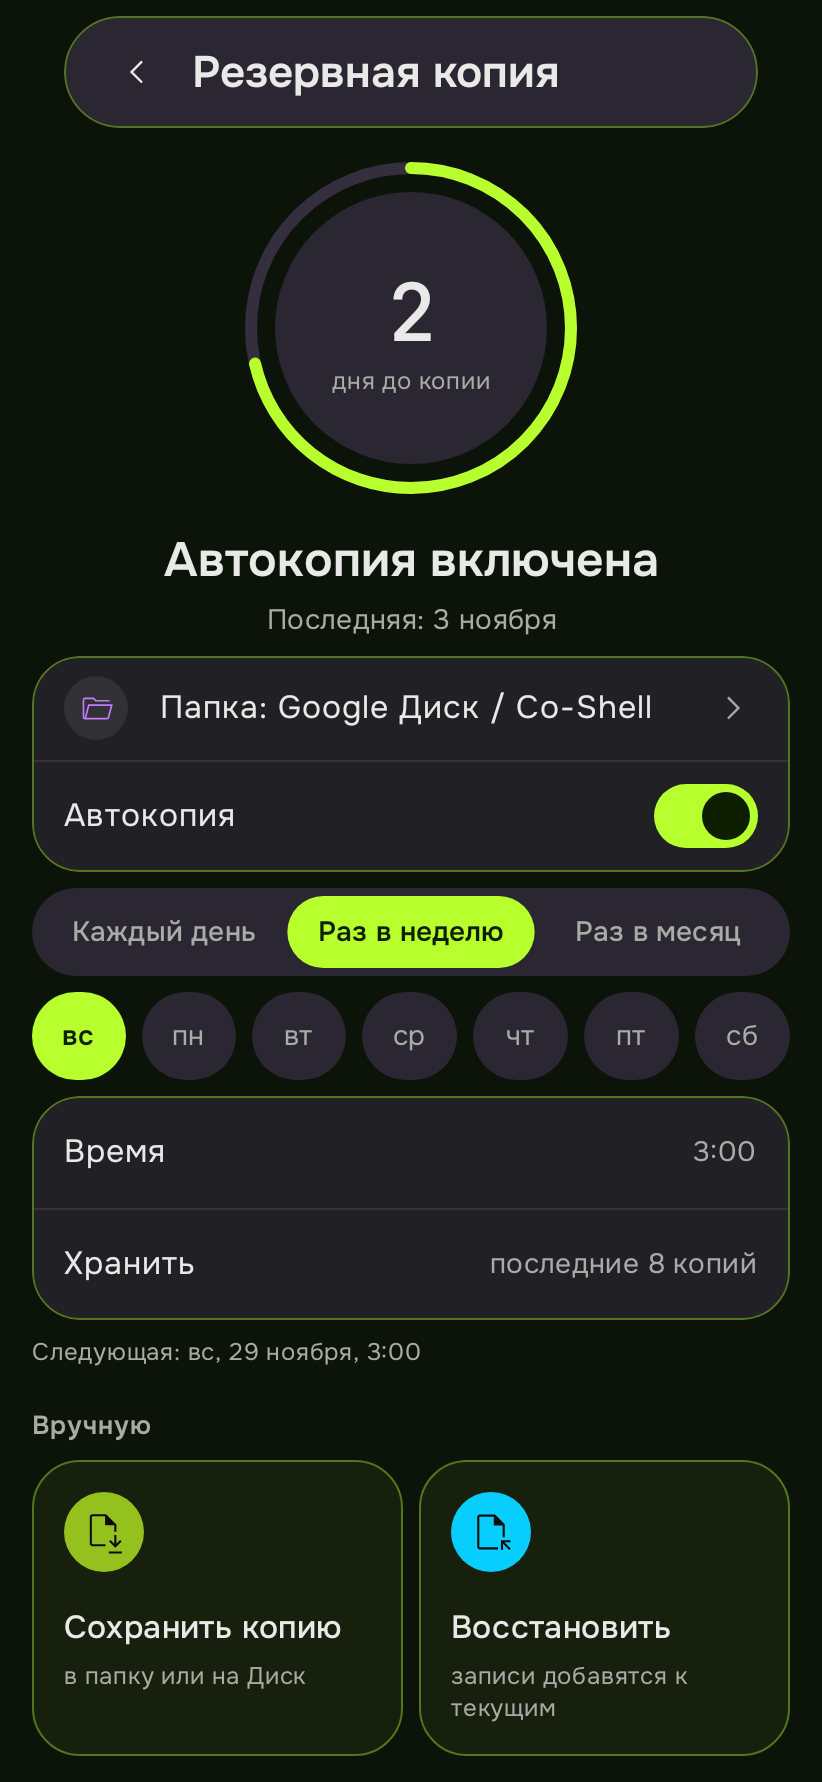 Резервная копия
2
дня до копии
Автокопия включена
Последняя: 3 ноября
Папка: Google Диск / Co-Shell
Автокопия
Каждый день Раз в неделю Раз в месяц
вс пн вт ср чт пт сб
Время 3:00
Хранить последние 8 копий
Следующая: вс, 29 ноября, 3:00
Вручную
Сохранить копию
в папку или на Диск
Восстановить
записи добавятся к
текущим